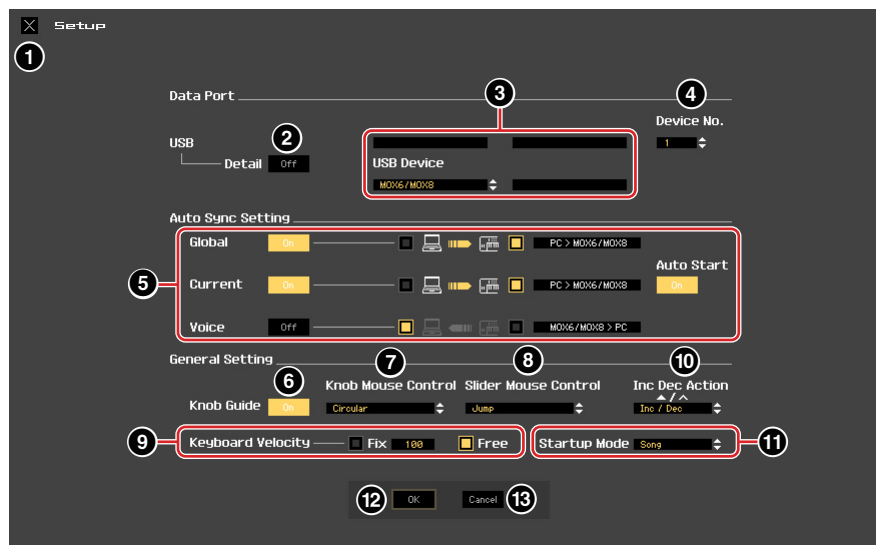 Setup
1
Data Port
3
4
Device No.
USB
2
1
Detail
Off
USB Device
MOX6/MOX8
Auto Sync Setting
Global
On
PC > MOX6/MOX8
Auto Start
5
Current
On
PC > MOX6/MOX8
On
Voice
Off
MOX6/MOX8 > PC
General Setting
6
7
8
10
Knob Mouse Control
Slider Mouse Control
Inc Dec Action
Knob Guide
On
Circular
Jump
Inc / Dec
9
Keyboard Velocity
Fix
100
Free
Startup Mode
Song
11
12
OK
Cancel
13